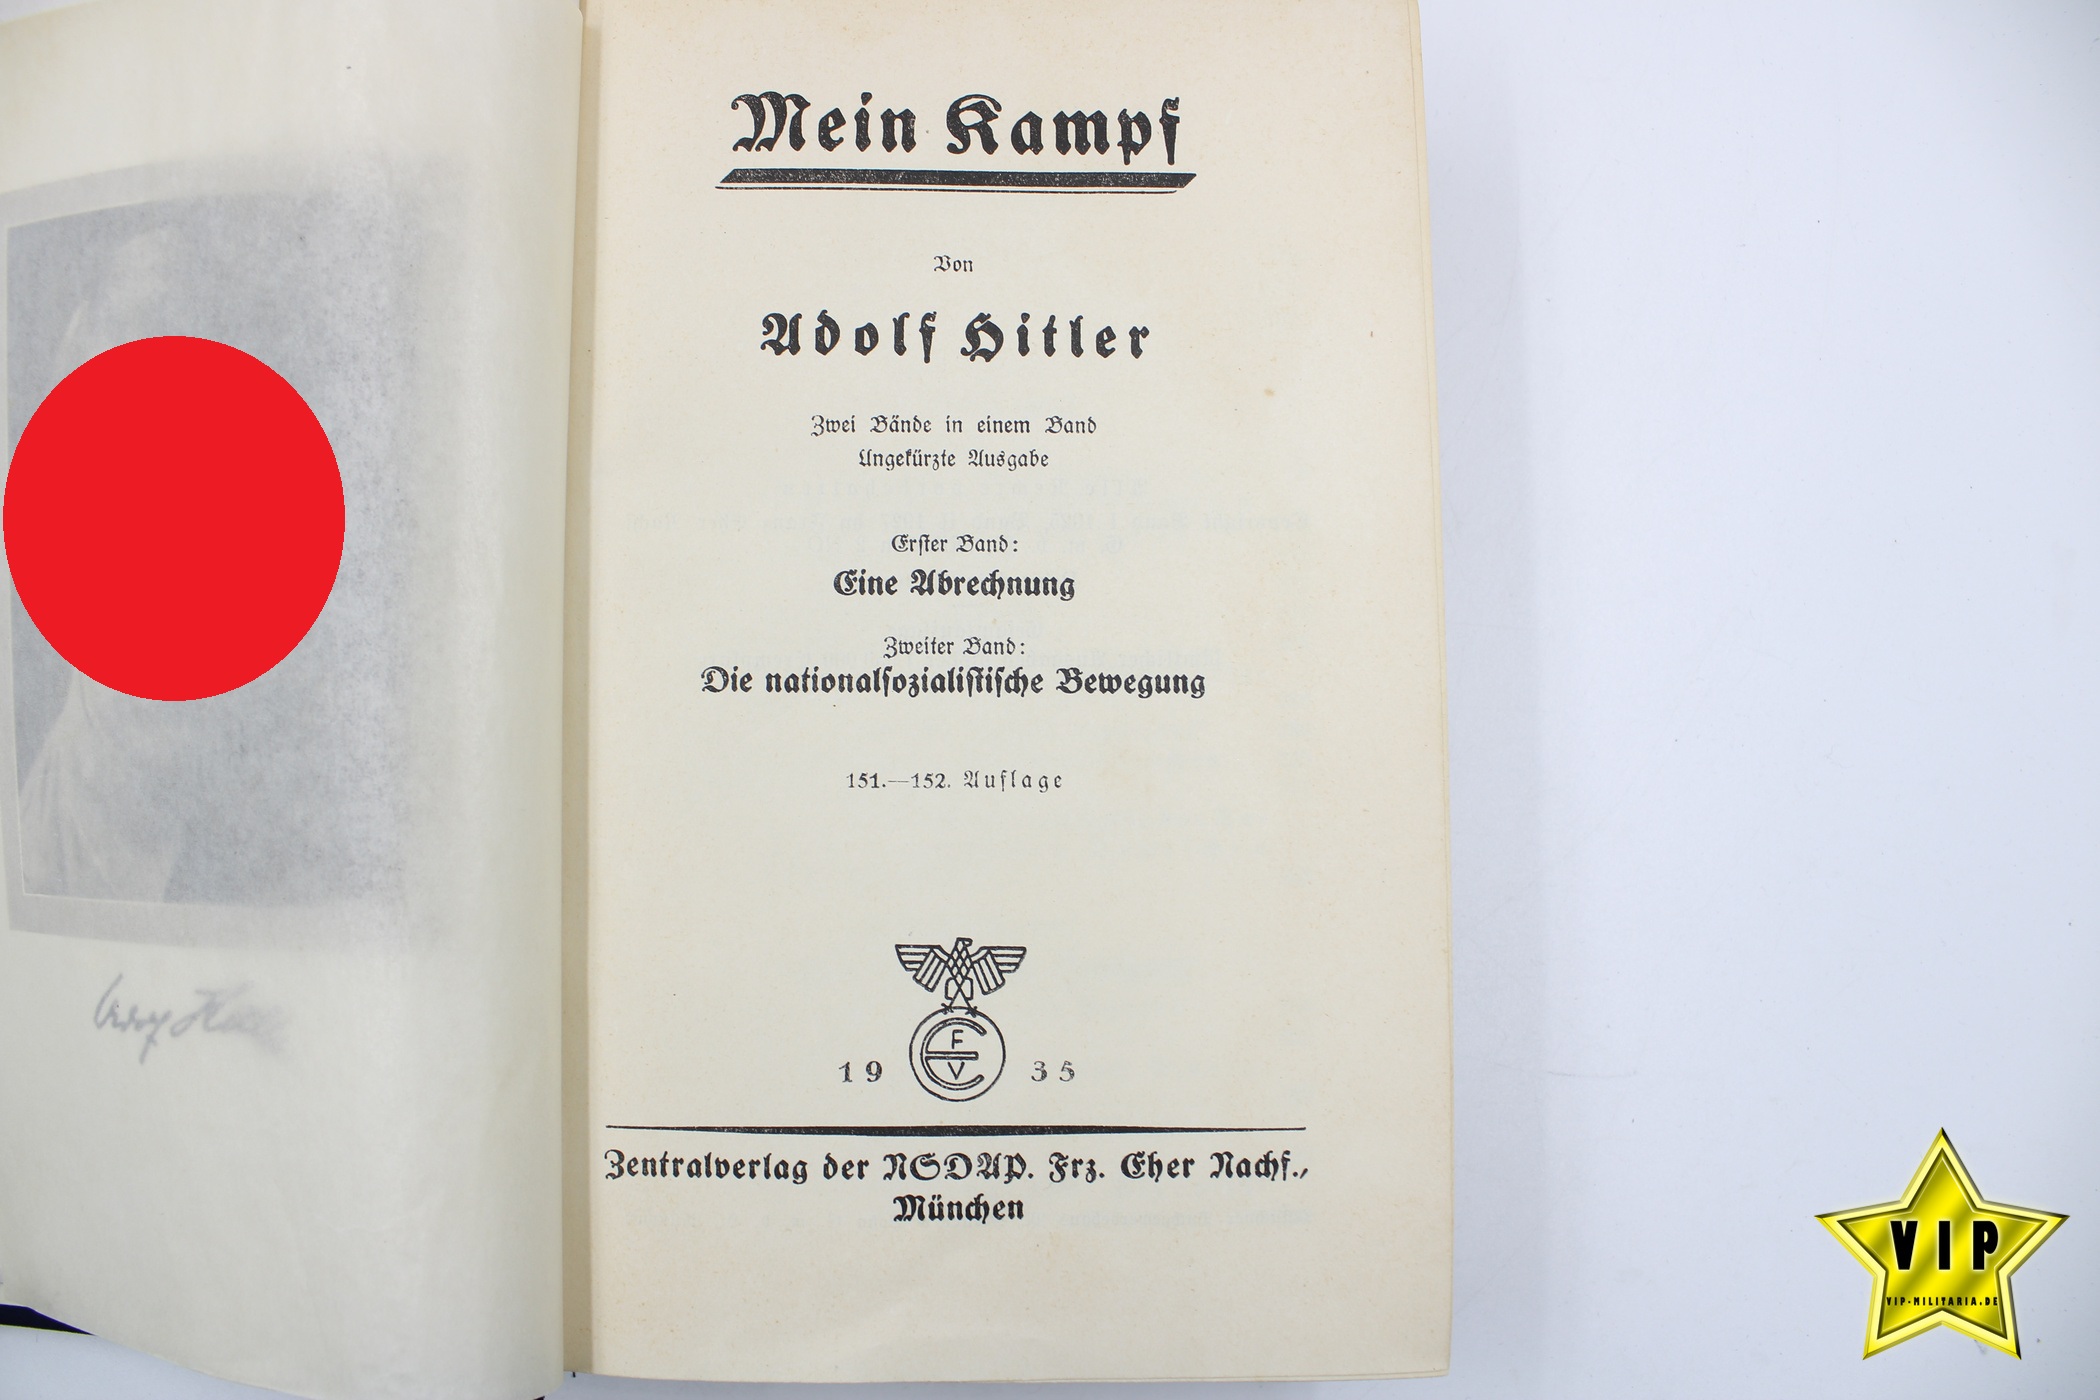 Mein Kampf
Von
Adolf Hitler
Zwei Bände in einem Band
Ungekürzte Ausgabe
Erster Band:
Eine Abrechnung
Zweiter Band:
Die nationalsozialistische Bewegung
151.—152. Auflage
F
E
V
19 35
Zentralverlag der NSDAP. Frz. Eher Nachf.,
München
VIP
VIP-MILITARIA.DE